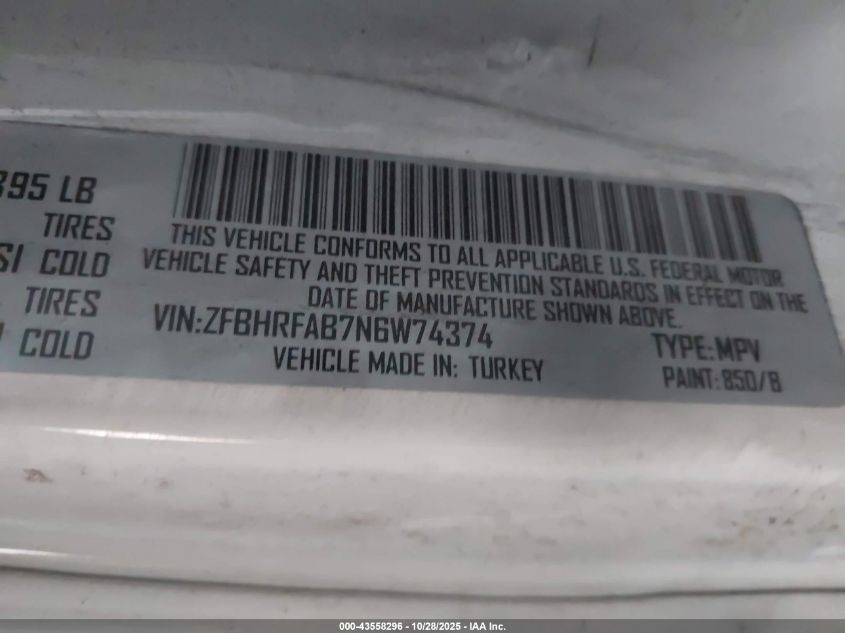 395 LB
TIRES
SI COLD
TIRES
COLD
THIS VEHICLE CONFORMS TO ALL APPLICABLE U.S. FEDERAL MOTOR
VEHICLE SAFETY AND THEFT PREVENTION STANDARDS IN EFFECT ON THE
DATE OF MANUFACTURE SHOWN ABOVE.
VIN:ZFBHRFAB7N6W74374
TYPE:MPV
VEHICLE MADE IN: TURKEY
PAINT:850/B
000-43558296 - 10/28/2025 - IAA Inc.